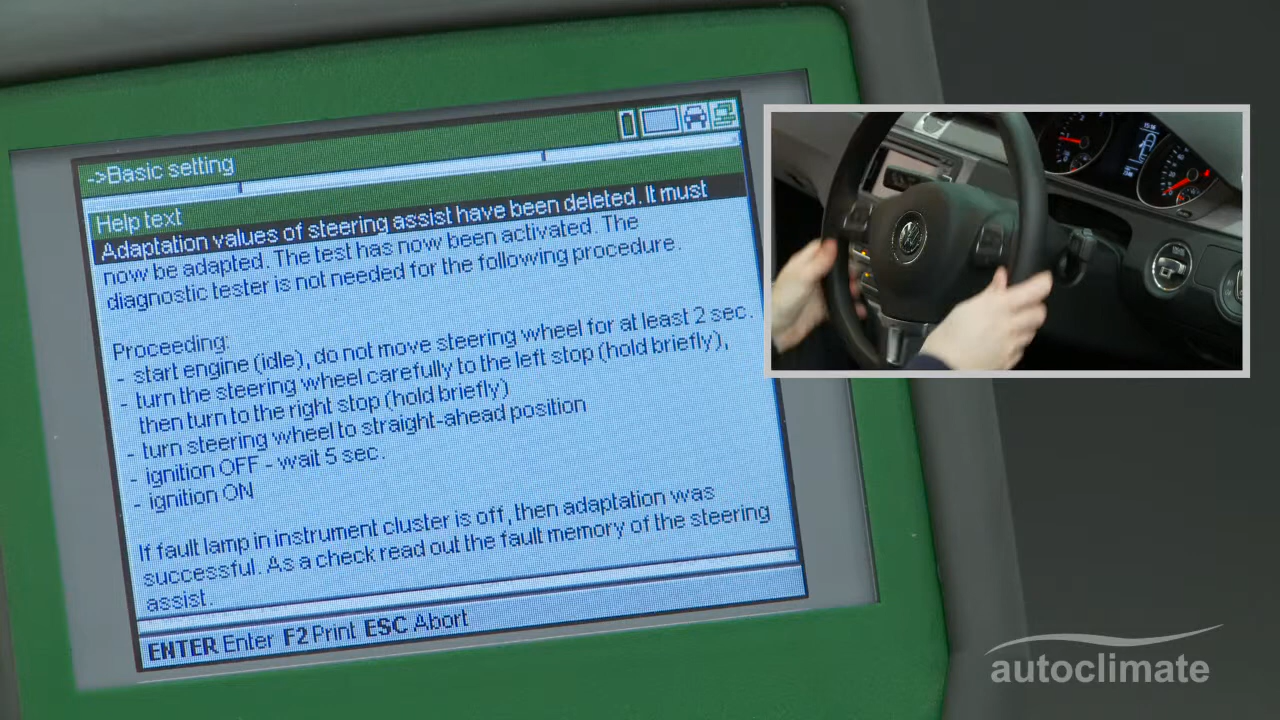 ->Basic setting
Help text
Adaptation values of steering assist have been deleted. It must
now be adapted. The test has now been activated. The
diagnostic tester is not needed for the following procedure.
Proceeding:
- start engine (idle), do not move steering wheel for at least 2 sec.
- turn the steering wheel carefully to the left stop (hold briefly),
then turn to the right stop (hold briefly)
- turn steering wheel to straight-ahead position
- ignition OFF - wait 5 sec.
- ignition ON
If fault lamp in instrument cluster is off, then adaptation was
successful. As a check read out the fault memory of the steering
assist.
ENTER Enter F2 Print ESC Abort
autoclimate